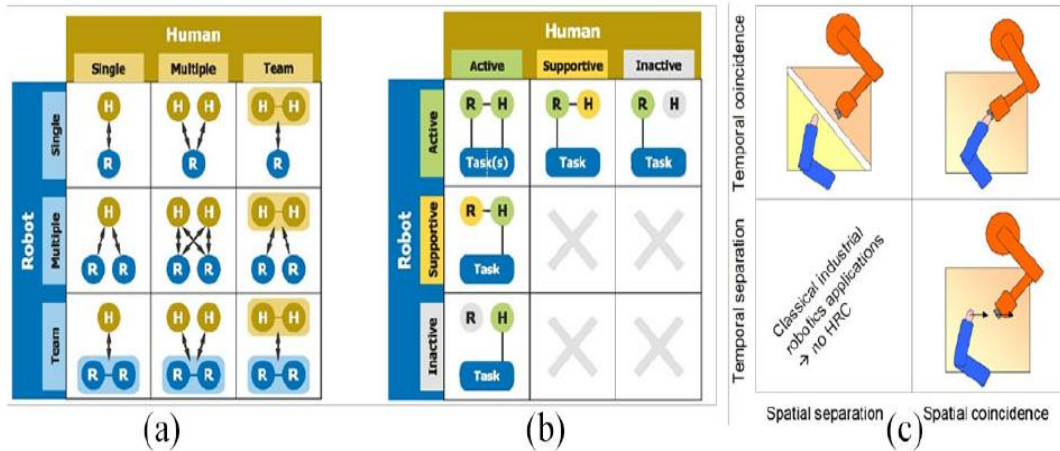 Human
Single Multiple Team
Robot
Single
H
R
H H
R
H H
R
Multiple
H
R R
H H
R R
H H
R R
Team
H
R R
H H
R R
H H
R R
(a)
Human
Active Supportive Inactive
Robot
Active
R H
Task(s)
R H
Task
R H
Task
Supportive
R H
Task
Inactive
R H
Task
(b)
Temporal coincidence
Temporal separation
Classical industrial
robotics applications
→ no HRC
Spatial separation Spatial coincidence
(c)